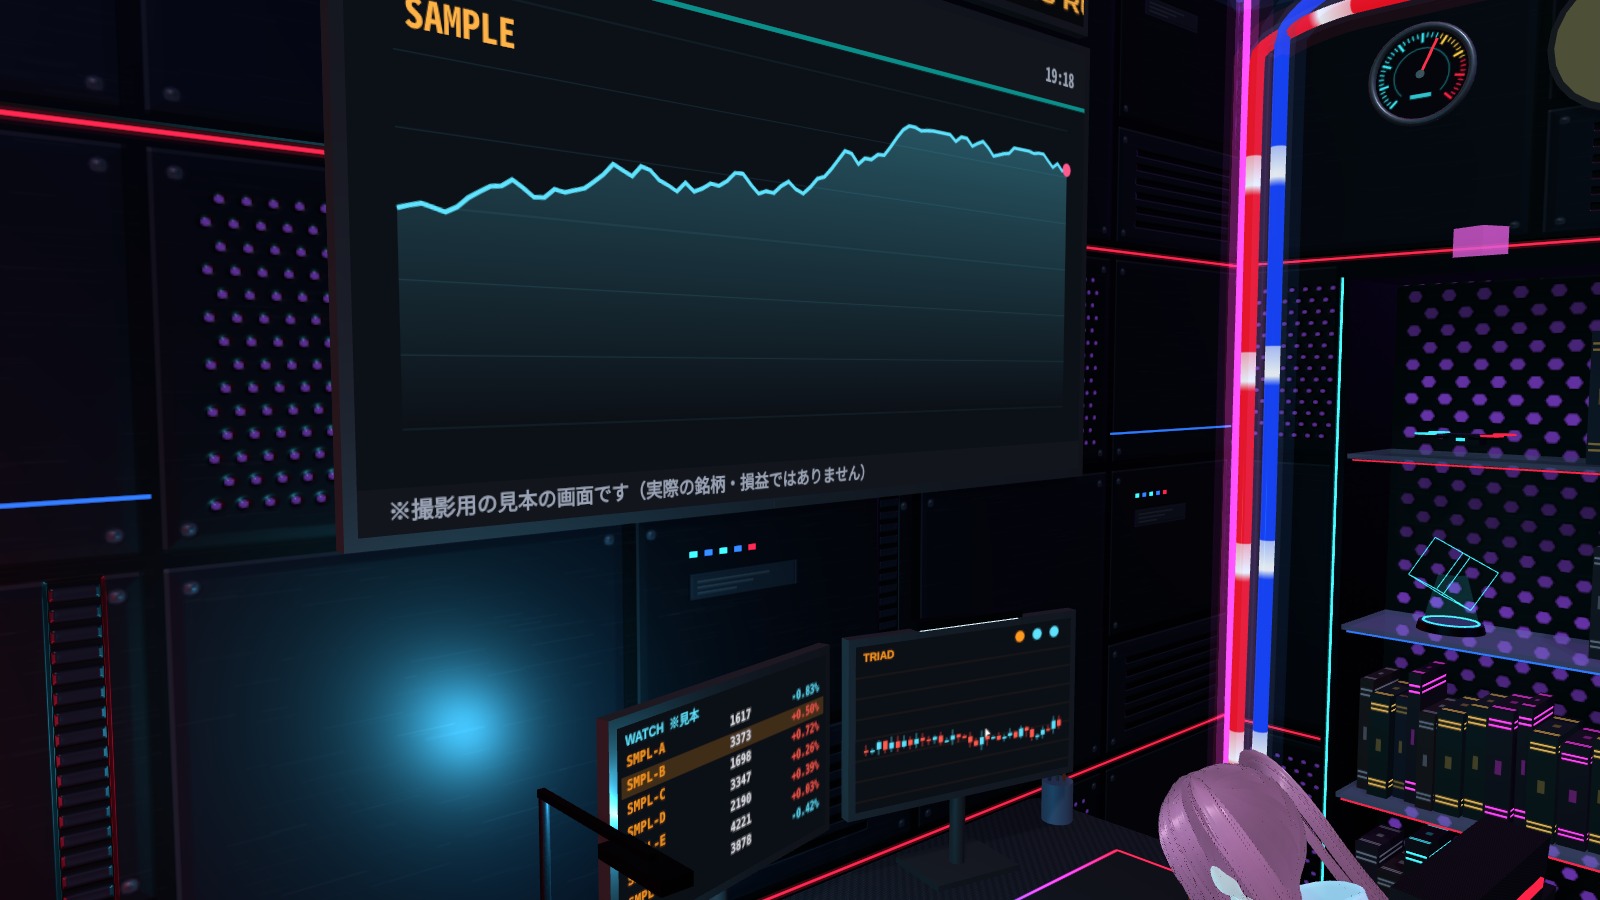 SAMPLE
19:18
※撮影用の見本の画面です（実際の銘柄・損益ではありません）
WATCH ※見本
SMPL-A 1617 -0.83%
SMPL-B 3373 +0.50%
SMPL-C 1698 +0.72%
SMPL-D 3347 +0.26%
-E 2190 +0.39%
4221 +0.03%
3878 -0.42%
TRIAD